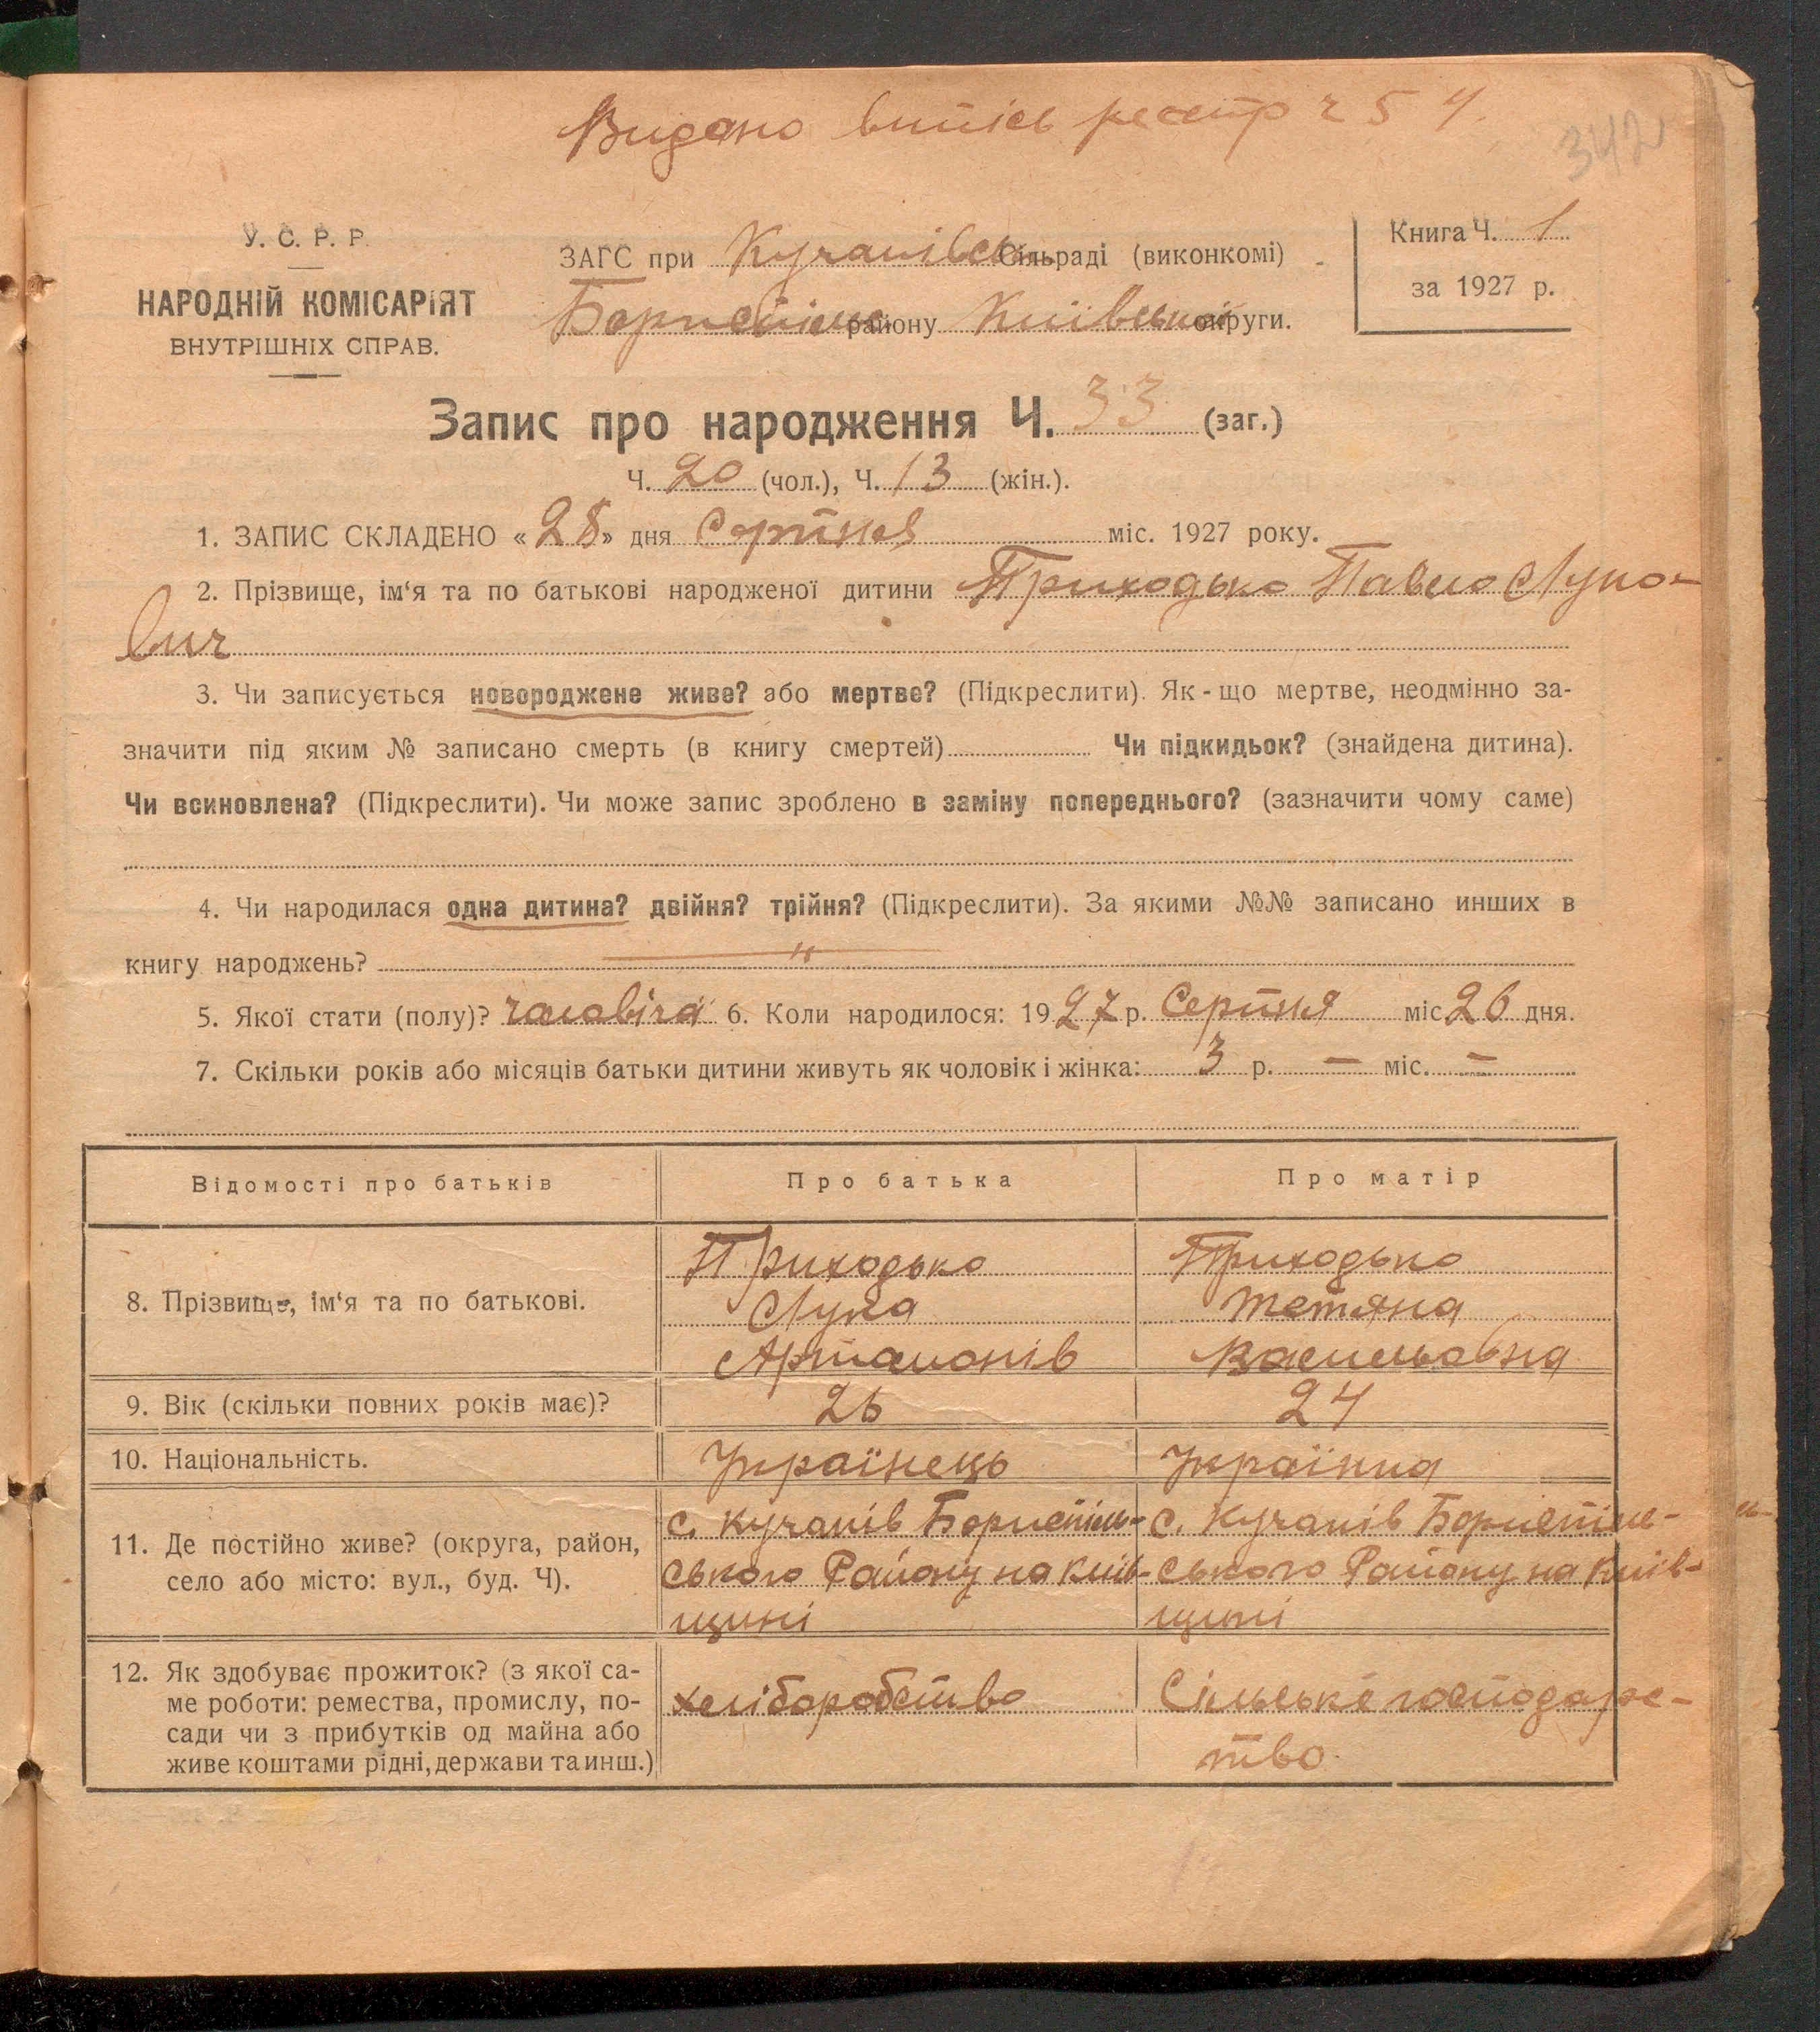 Видано випісь реєстр ч 54.
342
У. С. Р. Р.
НАРОДНІЙ КОМІСАРІЯТ
ВНУТРІШНІХ СПРАВ.
ЗАГС при Кучаківськ. сільраді (виконкомі)
Бориспільс. району Київської округи.
Книга Ч. 1
за 1927 р.
Запис про народження Ч. 33 (заг.)
Ч. 20 (чол.), Ч. 13 (жін.).
1. ЗАПИС СКЛАДЕНО «28» дня Серпня міс. 1927 року.
2. Прізвище, ім‘я та по батькові народженої дитини Приходько Павло Луко-
вич
3. Чи записується новороджене живе? або мертве? (Підкреслити). Як-що мертве, неодмінно за-
значити під яким № записано смерть (в книгу смертей) Чи підкидьок? (знайдена дитина).
Чи всиновлена? (Підкреслити). Чи може запис зроблено в заміну попереднього? (зазначити чому саме)
4. Чи народилася одна дитина? двійня? трійня? (Підкреслити). За якими №№ записано инших в
книгу народжень? — " —
5. Якої стати (полу)? чоловіча 6. Коли народилося: 1927 р. Серпня міс 26 дня.
7. Скільки років або місяців батьки дитини живуть як чоловік і жінка: 3 р. — міс. —
Відомості про батьків Про батька Про матір
8. Прізвище, ім‘я та по батькові.
Приходько
Лука
Артамонів
Приходько
Тетяна
Васильовна
9. Вік (скільки повних років має)? 26 24
10. Національність. Українець Українка
11. Де постійно живе? (округа, район,
село або місто: вул., буд. Ч).
с. Кучаків Бориспіль-
ського Району на Київ-
щині
с. Кучаків Бориспіль-
ського Району на Київ-
щині
12. Як здобуває прожиток? (з якої са-
ме роботи: ремества, промислу, по-
сади чи з прибутків од майна або
живе коштами рідні, держави та инш.)
хліборобство
Сільське господарс-
тво.